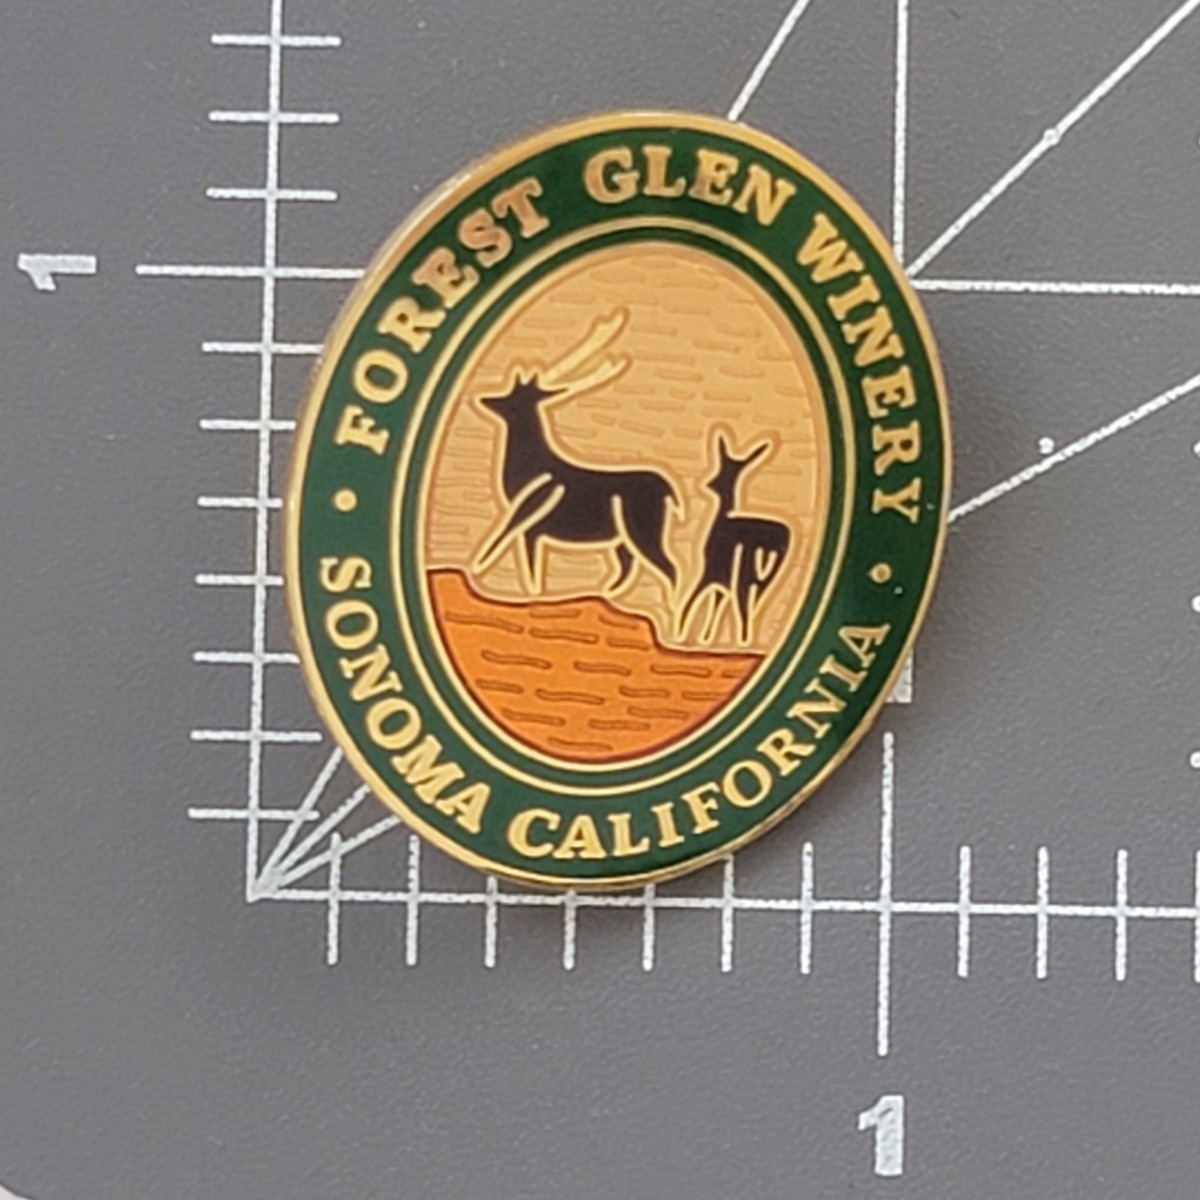 FOREST GLEN WINERY
SONOMA CALIFORNIA
1
1